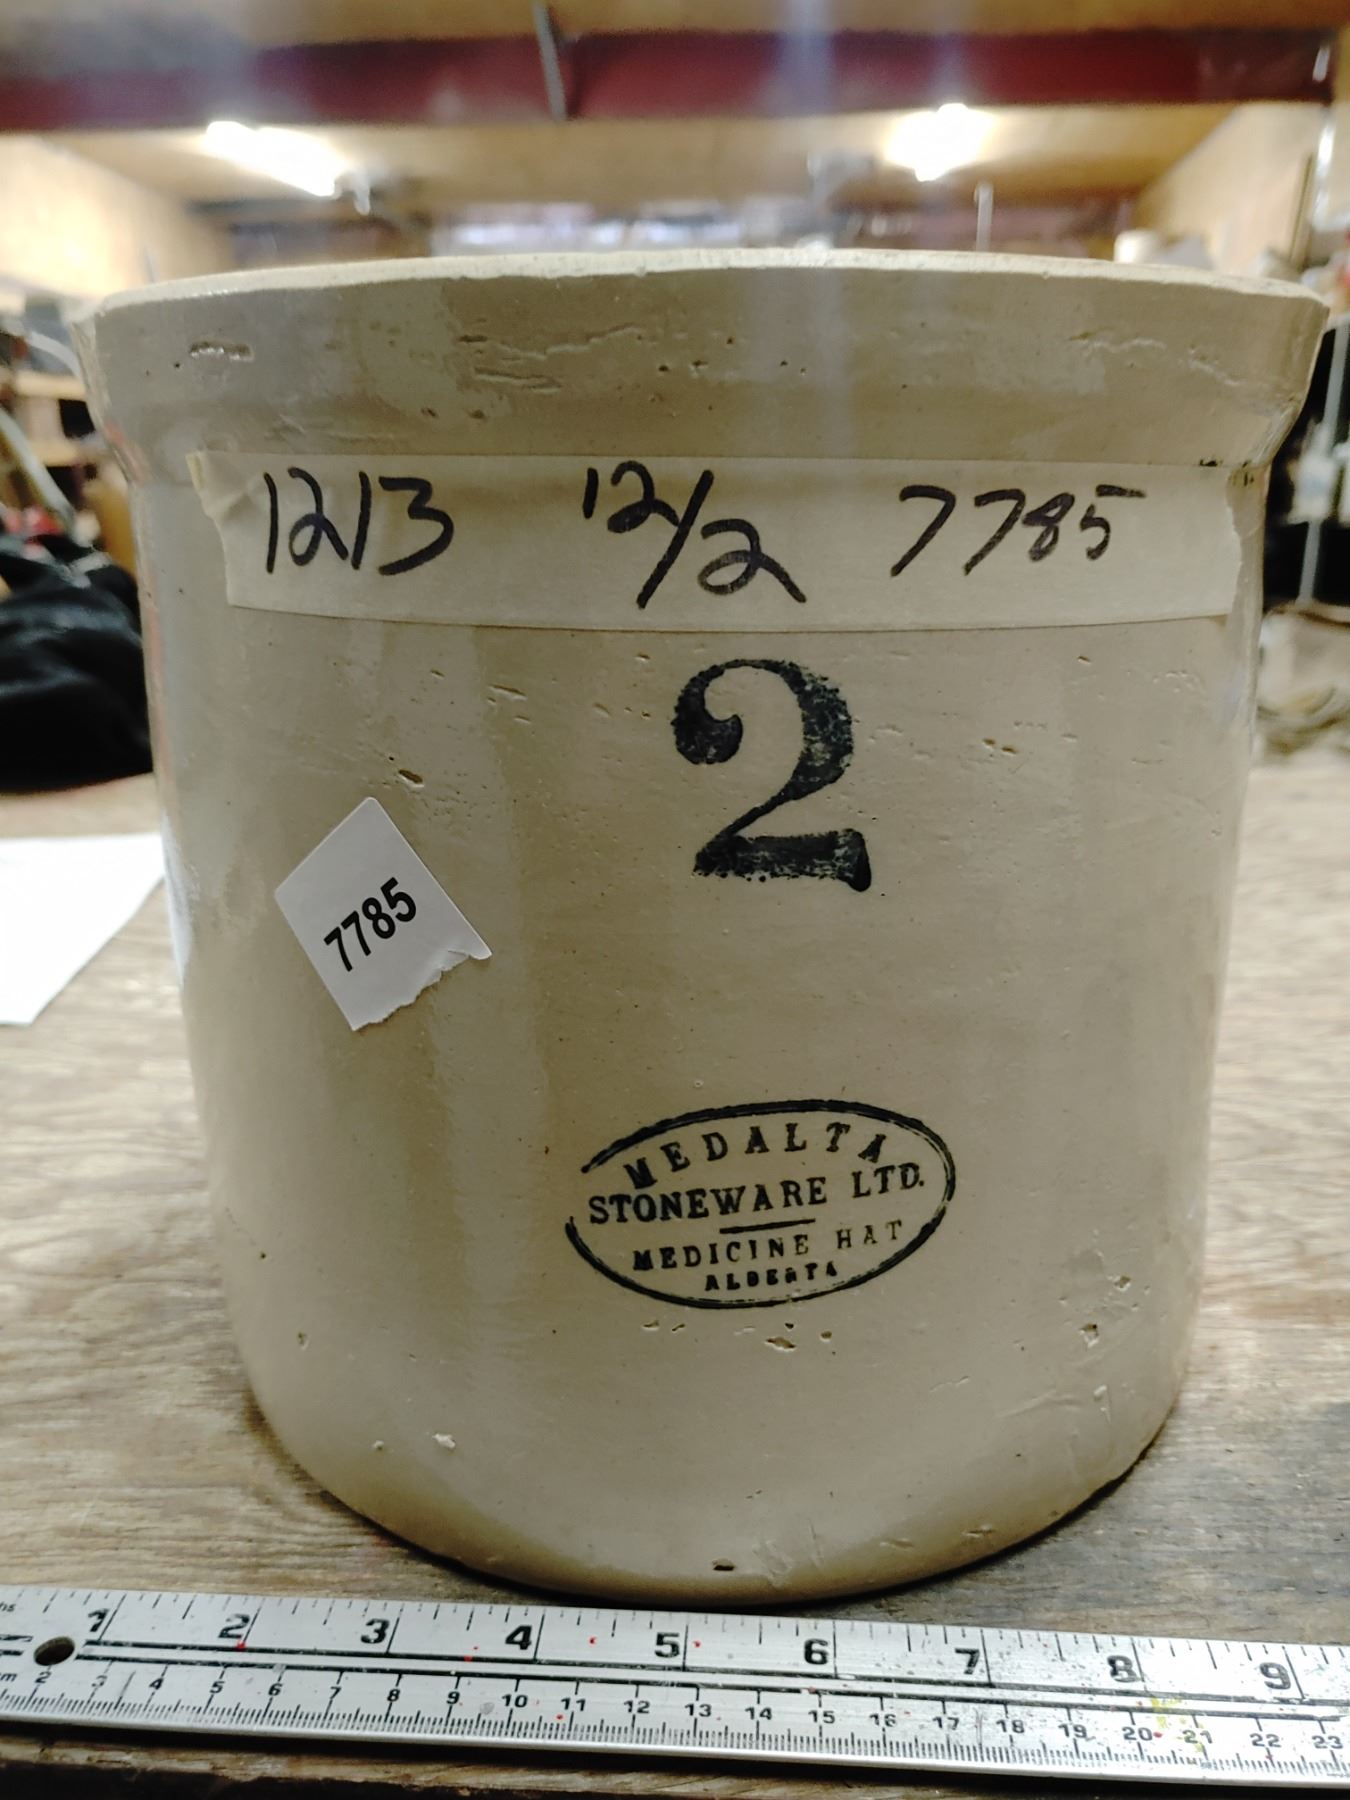 1213 12/2 7785
2
7785
MEDALTA
STONEWARE LTD.
MEDICINE HAT
ALBERTA
1 2 3 4 5 6 7 8 9
cm 2 3 4 5 6 7 8 9 10 11 12 13 14 15 16 17 18 19 20 21 22 23